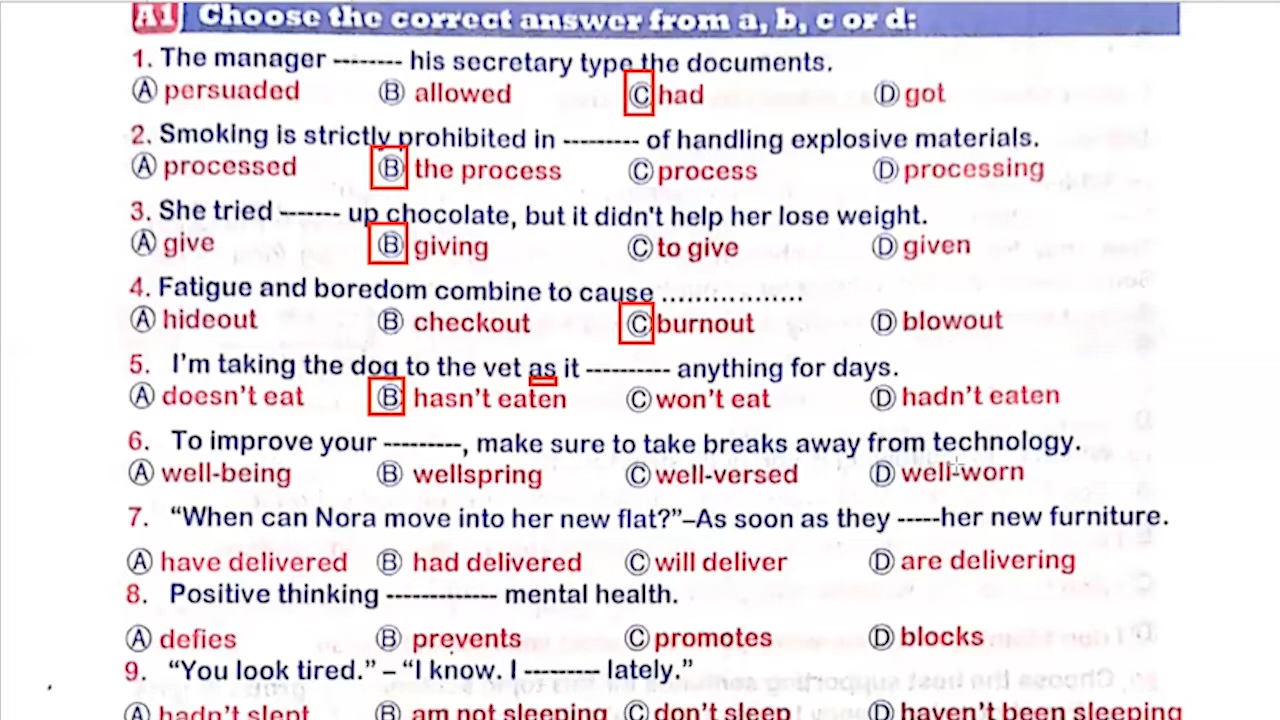 A1 Choose the correct answer from a, b, c or d:
1. The manager -------- his secretary type the documents.
Ⓐ persuaded Ⓑ allowed Ⓒ had Ⓓ got
2. Smoking is strictly prohibited in --------- of handling explosive materials.
Ⓐ processed Ⓑ the process Ⓒ process Ⓓ processing
3. She tried ------- up chocolate, but it didn't help her lose weight.
Ⓐ give Ⓑ giving Ⓒ to give Ⓓ given
4. Fatigue and boredom combine to cause .................
Ⓐ hideout Ⓑ checkout Ⓒ burnout Ⓓ blowout
5. I'm taking the dog to the vet as it ---------- anything for days.
Ⓐ doesn't eat Ⓑ hasn't eaten Ⓒ won't eat Ⓓ hadn't eaten
6. To improve your ---------, make sure to take breaks away from technology.
Ⓐ well-being Ⓑ wellspring Ⓒ well-versed Ⓓ well-worn
7. "When can Nora move into her new flat?"–As soon as they -----her new furniture.
Ⓐ have delivered Ⓑ had delivered Ⓒ will deliver Ⓓ are delivering
8. Positive thinking ------------ mental health.
Ⓐ defies Ⓑ prevents Ⓒ promotes Ⓓ blocks
9. "You look tired." – "I know. I --------- lately."
Ⓐ hadn't slept Ⓑ am not sleeping Ⓒ don't sleep Ⓓ haven't been sleeping